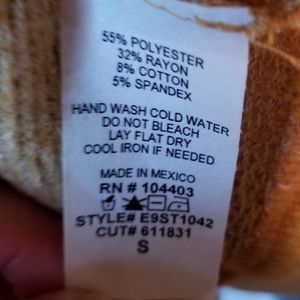 55% POLYESTER
32% RAYON
8% COTTON
5% SPANDEX
HAND WASH COLD WATER
DO NOT BLEACH
LAY FLAT DRY
COOL IRON IF NEEDED
MADE IN MEXICO
RN # 104403
STYLE# E9ST1042
CUT# 611831
S